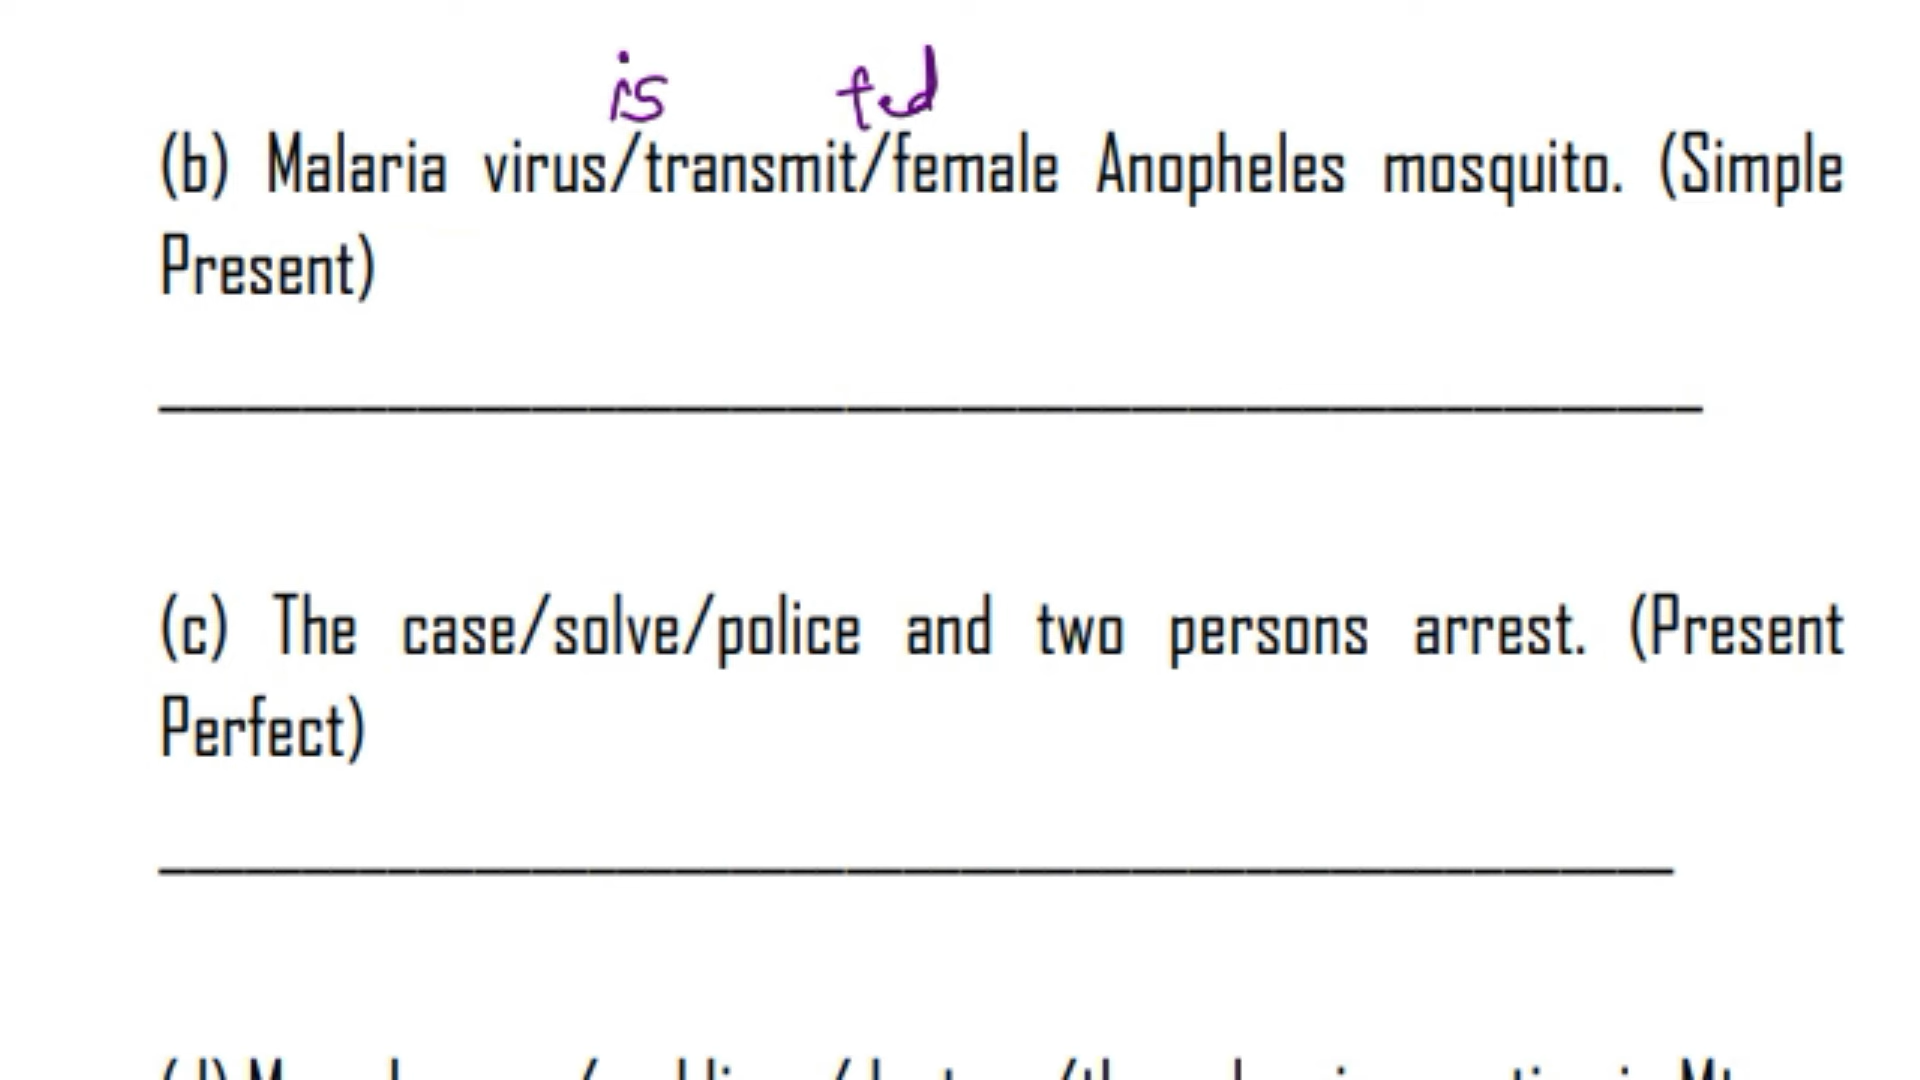 is ted
(b) Malaria virus/transmit/female Anopheles mosquito. (Simple
Present)
(c) The case/solve/police and two persons arrest. (Present
Perfect)